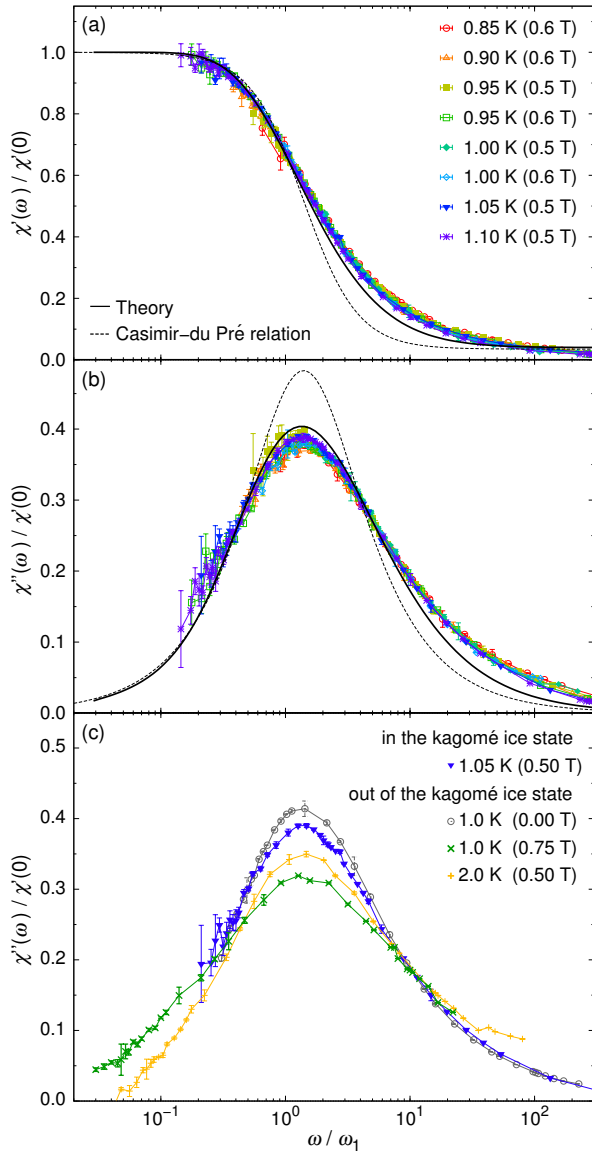 (a)
0.85 K (0.6 T)
0.90 K (0.6 T)
0.95 K (0.5 T)
0.95 K (0.6 T)
1.00 K (0.5 T)
1.00 K (0.6 T)
1.05 K (0.5 T)
1.10 K (0.5 T)
Theory
Casimir−du Pré relation
χ'(ω) / χ'(0)
1.0
0.8
0.6
0.4
0.2
0.0
(b)
χ''(ω) / χ'(0)
0.4
0.3
0.2
0.1
0.0
(c)
in the kagomé ice state
1.05 K (0.50 T)
out of the kagomé ice state
1.0 K (0.00 T)
1.0 K (0.75 T)
2.0 K (0.50 T)
χ''(ω) / χ'(0)
0.5
0.4
0.3
0.2
0.1
0.0
10⁻¹ 10⁰ 10¹ 10²
ω / ω₁